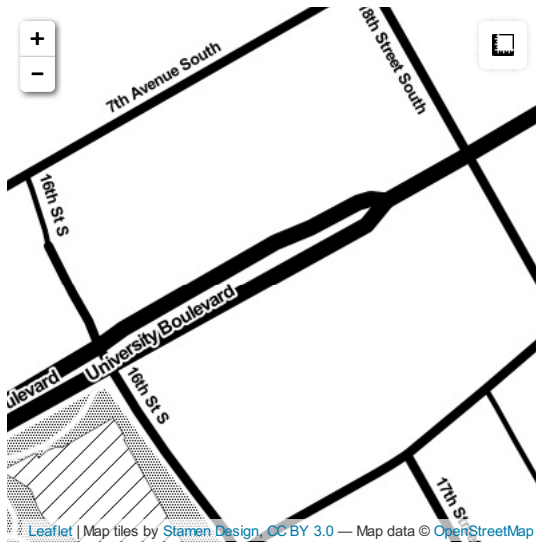 +
−
7th Avenue South
18th Street South
16th St S
University Boulevard
ulevard
16th St S
17th St
Leaflet | Map tiles by Stamen Design, CC BY 3.0 — Map data © OpenStreetMap